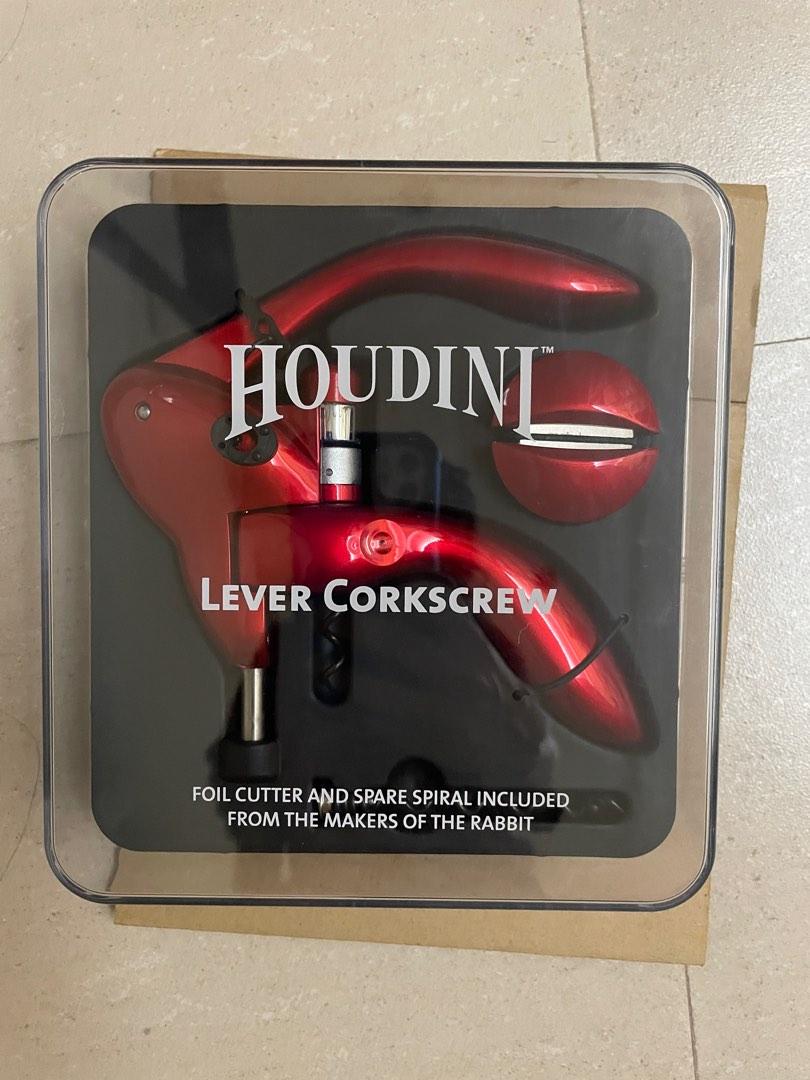 HOUDINI™
LEVER CORKSCREW
FOIL CUTTER AND SPARE SPIRAL INCLUDED
FROM THE MAKERS OF THE RABBIT